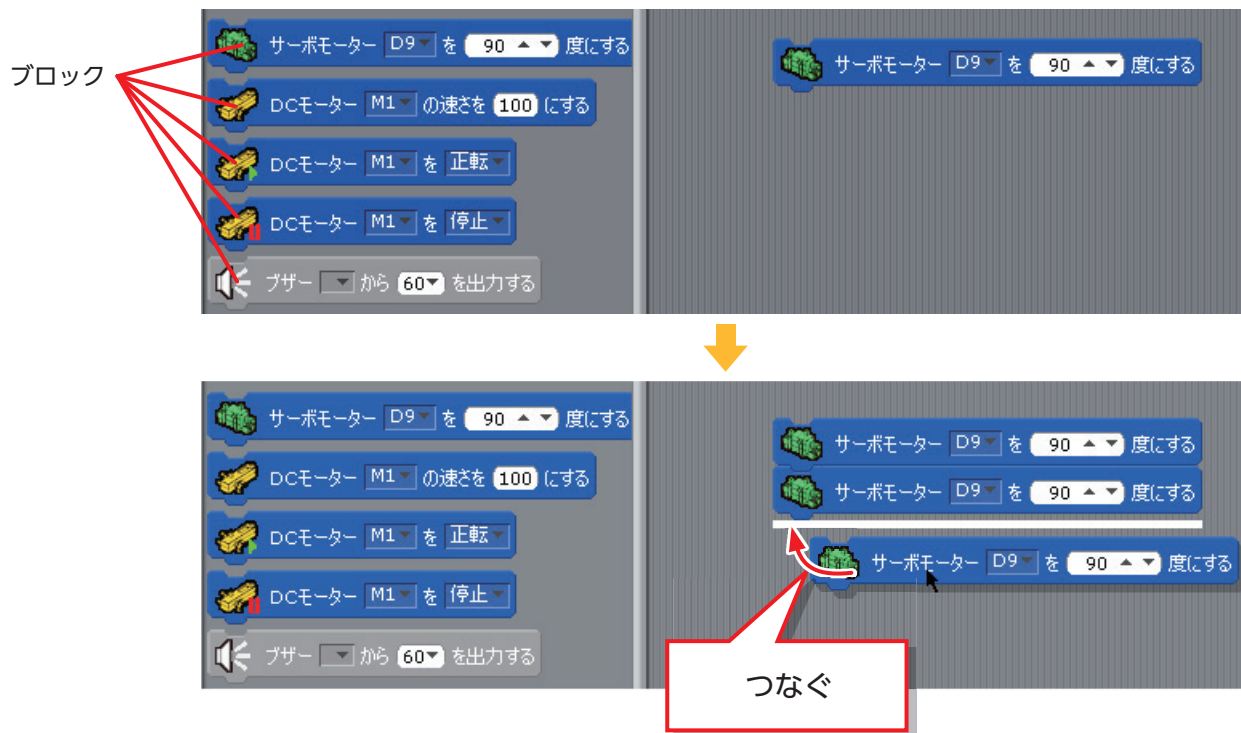 ブロック
サーボモーター D9 を 90 度にする
DCモーター M1 の速さを 100 にする
DCモーター M1 を 正転
DCモーター M1 を 停止
ブザー から 60 を出力する
サーボモーター D9 を 90 度にする
サーボモーター D9 を 90 度にする
DCモーター M1 の速さを 100 にする
DCモーター M1 を 正転
DCモーター M1 を 停止
ブザー から 60 を出力する
サーボモーター D9 を 90 度にする
サーボモーター D9 を 90 度にする
サーボモーター D9 を 90 度にする
つなぐ